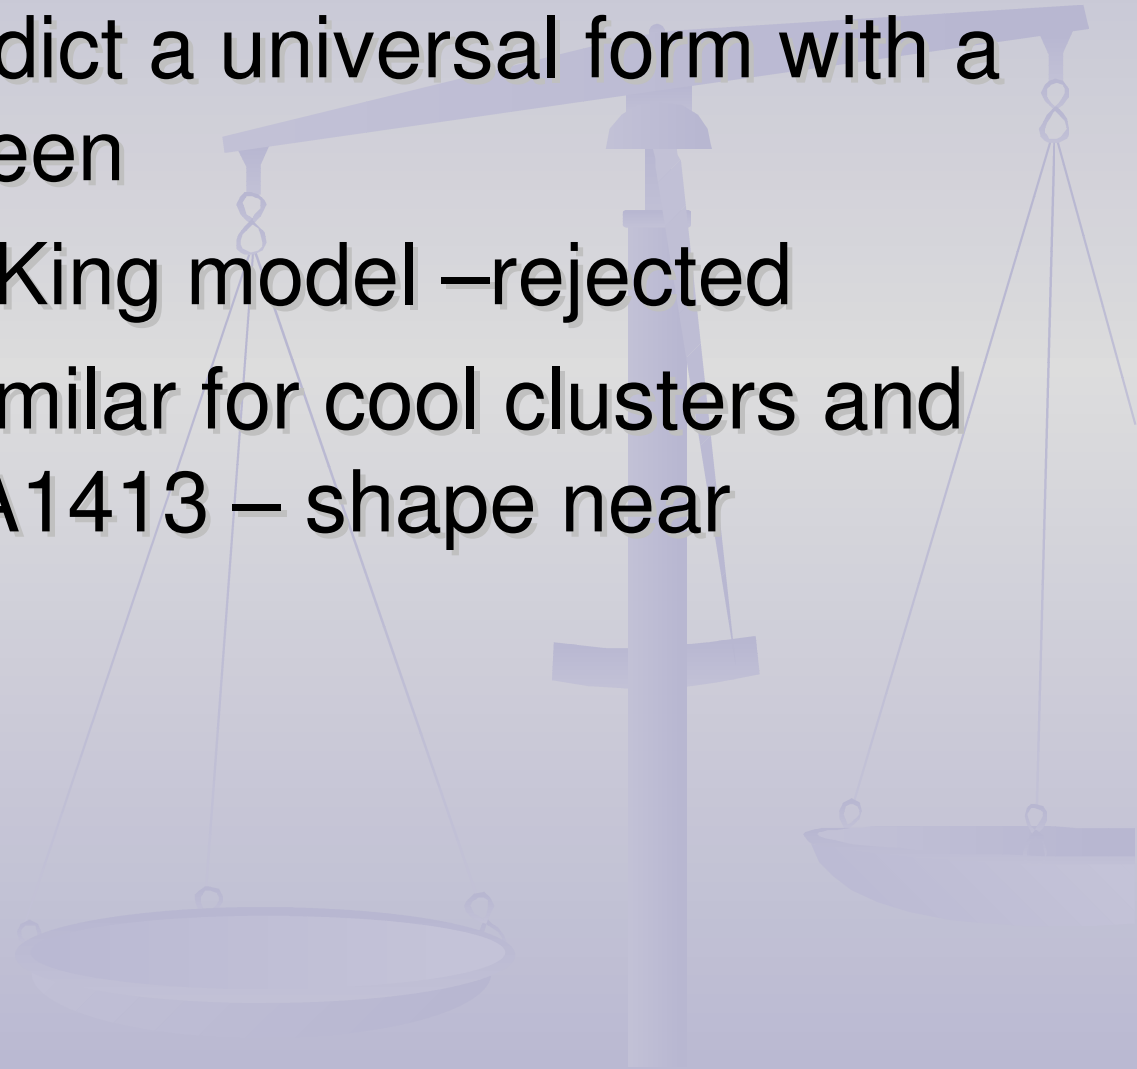 dict a universal form with a
een
King model –rejected
milar for cool clusters and
A1413 – shape near